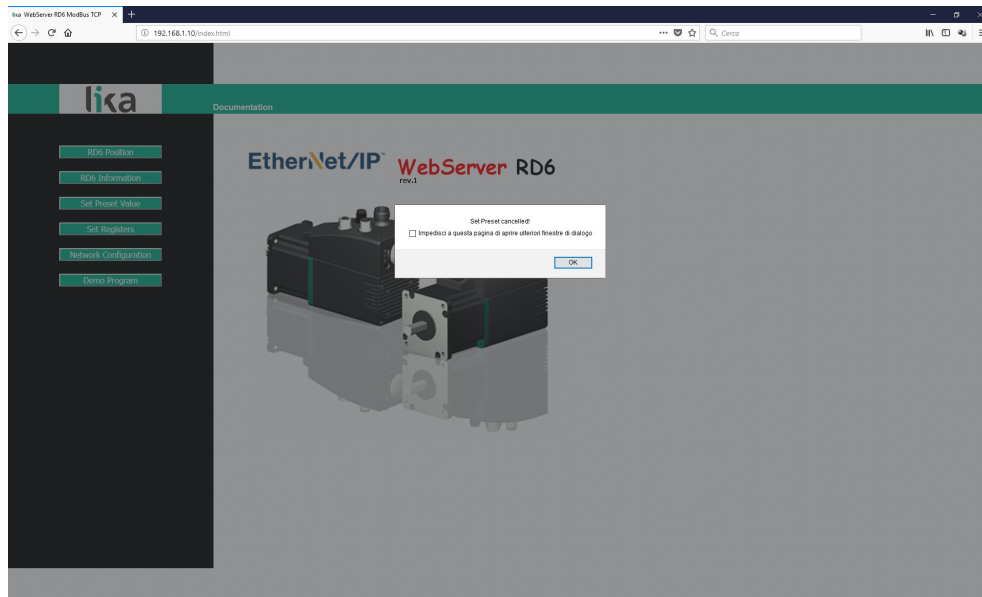 lika WebServer RD6 ModBus TCP
192.168.1.10/index.html
Cerca
lika
Documentation
RD6 Position
RD6 Information
Set Preset Value
Set Registers
Network Configuration
Demo Program
EtherNet/IP™ WebServer RD6
rev.1
Set Preset cancelled!
Impedisci a questa pagina di aprire ulteriori finestre di dialogo
OK